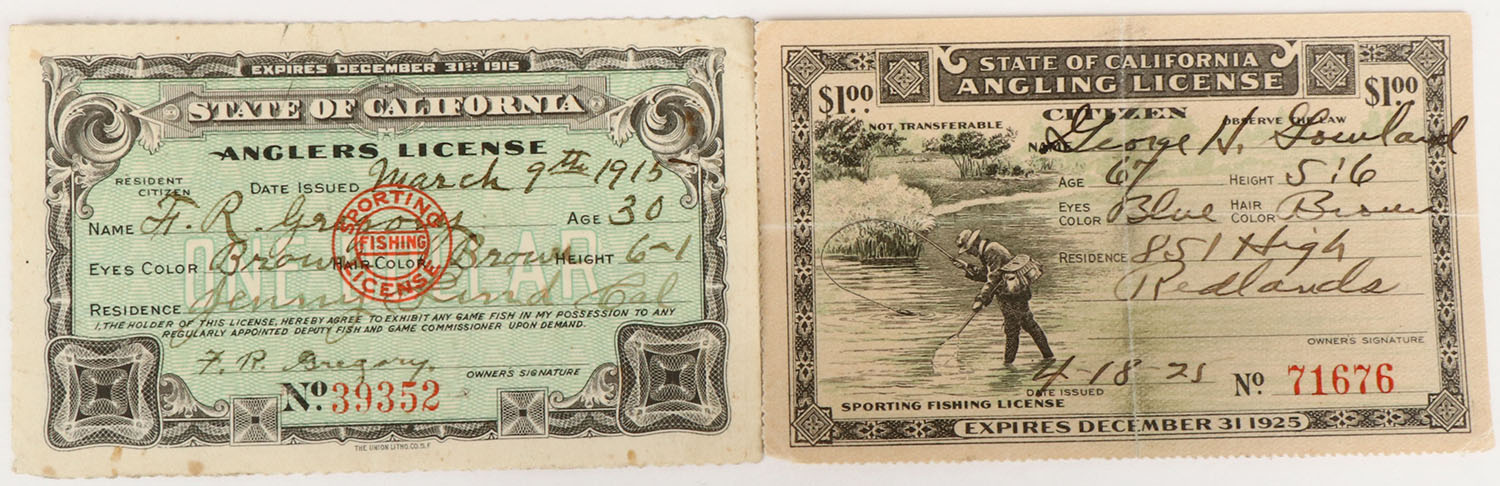 EXPIRES DECEMBER 31ST 1915
STATE OF CALIFORNIA
ANGLERS LICENSE
RESIDENT CITIZEN
DATE ISSUED March 9th 1915
NAME F. R. Gregory AGE 30
ONE YEAR
SPORTING FISHING LICENSE
EYES COLOR Brown HAIR COLOR Brown HEIGHT 6-1
RESIDENCE Jenny Lind Cal
I, THE HOLDER OF THIS LICENSE, HEREBY AGREE TO EXHIBIT ANY GAME FISH IN MY POSSESSION TO ANY
REGULARLY APPOINTED DEPUTY FISH AND GAME COMMISSIONER UPON DEMAND.
F. R. Gregory.
OWNERS SIGNATURE
No. 39352
THE UNION LITHO. CO. S.F.
STATE OF CALIFORNIA
ANGLING LICENSE
$1.00 $1.00
CITIZEN
NOT TRANSFERABLE OBSERVE THE LAW
NAME George H. Gowland
AGE 67 HEIGHT 5'6
EYES COLOR Blue HAIR COLOR Brown
RESIDENCE 851 High
Redlands
OWNERS SIGNATURE
4-18-25
DATE ISSUED
No 71676
SPORTING FISHING LICENSE
EXPIRES DECEMBER 31 1925